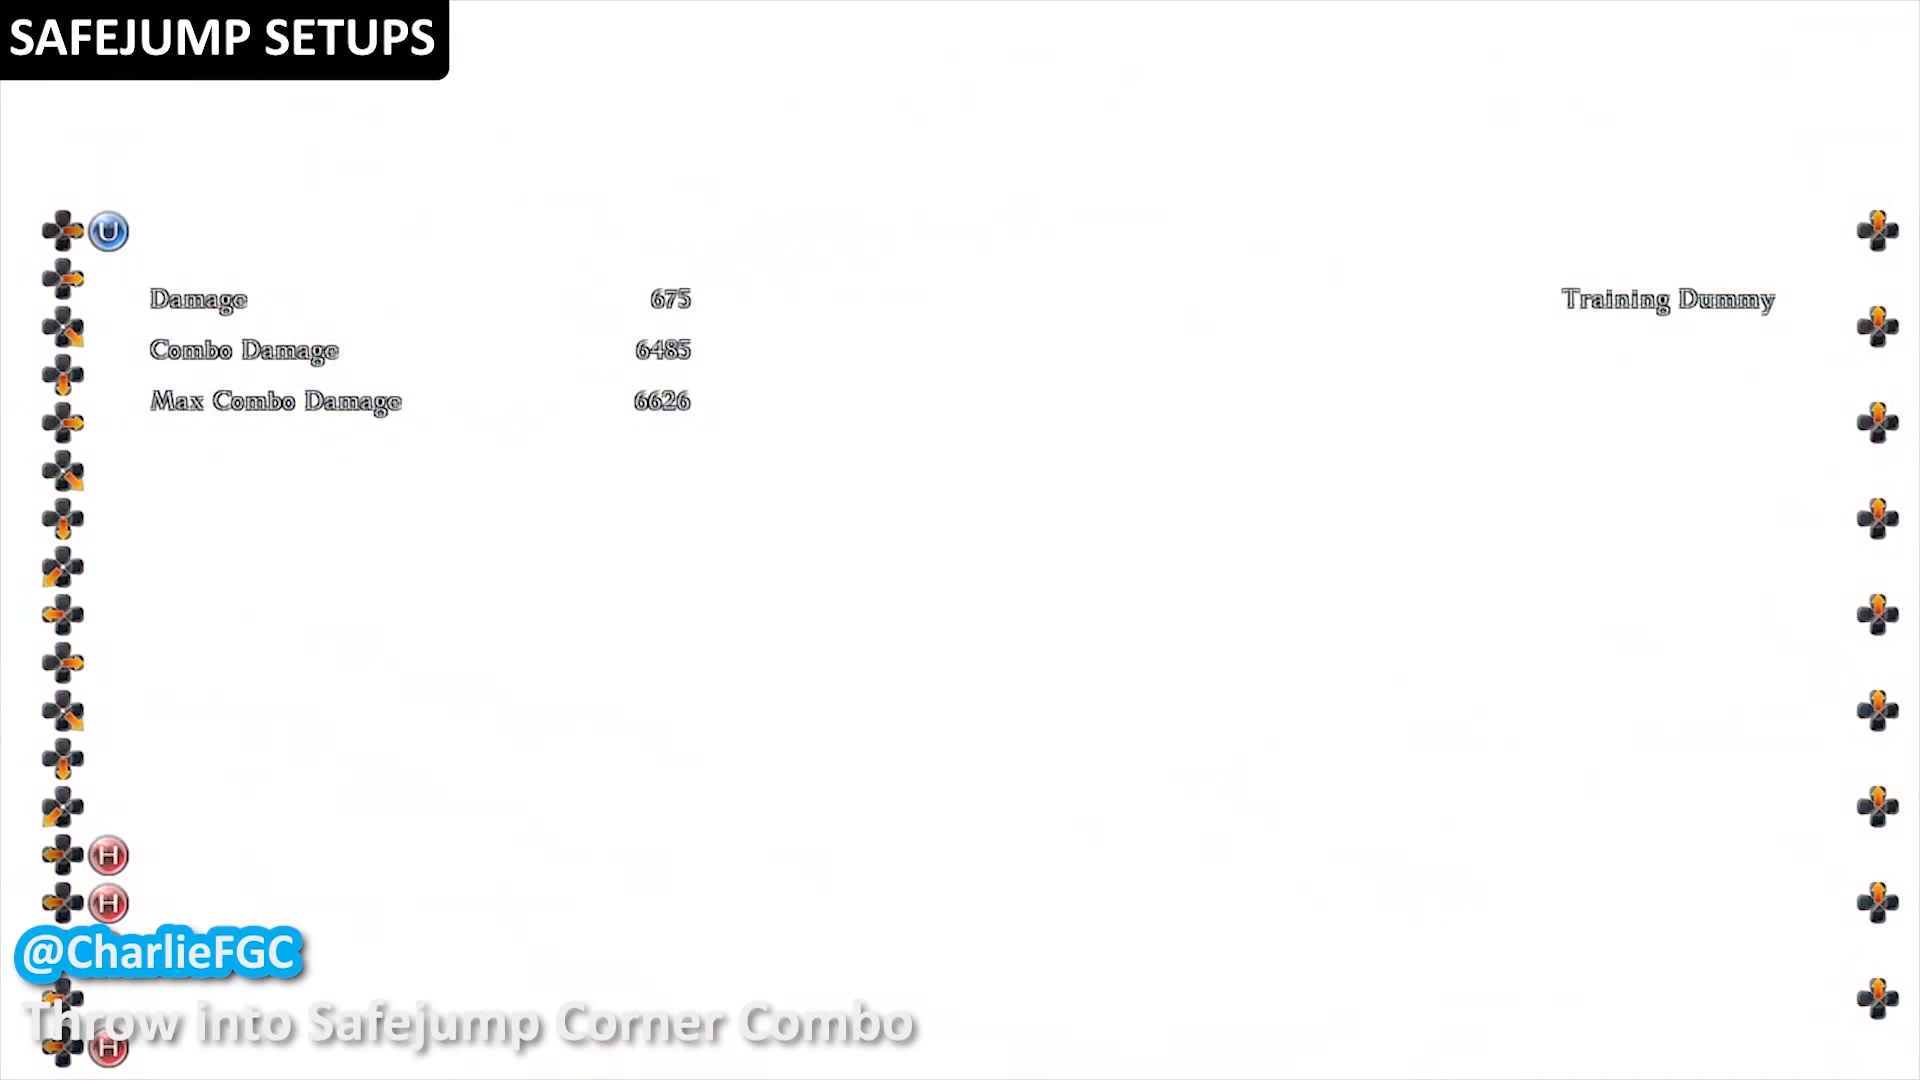 SAFEJUMP SETUPS
U
Damage 675
Training Dummy
Combo Damage 6485
Max Combo Damage 6626
H
H
@CharlieFGC
Throw into Safejump Corner Combo
H